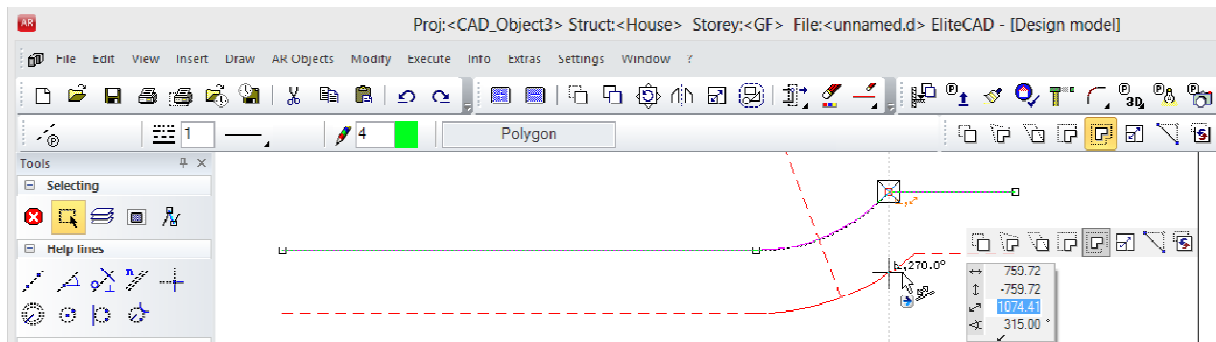 AR Proj:<CAD_Object3> Struct:<House> Storey:<GF> File:<unnamed.d> EliteCAD - [Design model]
File Edit View Insert Draw AR Objects Modify Execute Info Extras Settings Window ?
1 4 Polygon
Tools
Selecting
Help lines
270.0°
759.72
-759.72
1074.41
315.00 °